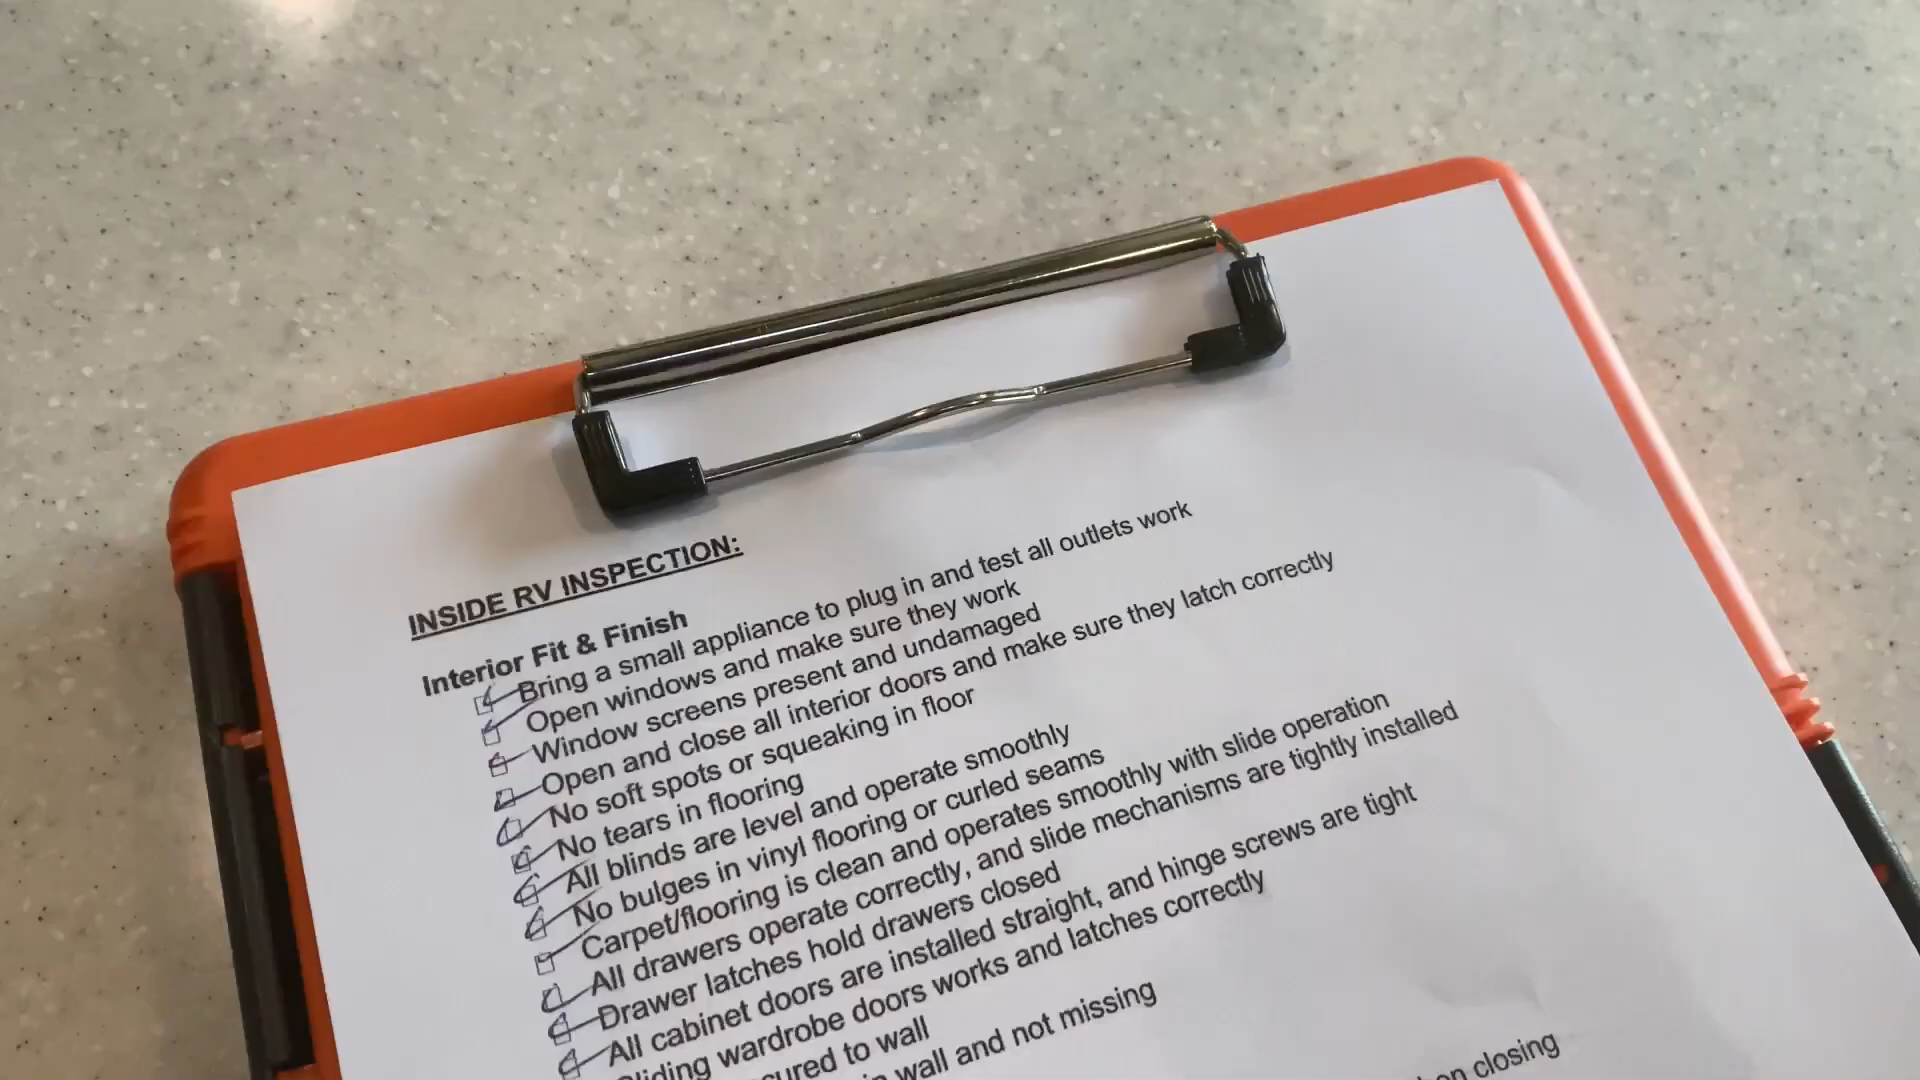 INSIDE RV INSPECTION:
Interior Fit & Finish
Bring a small appliance to plug in and test all outlets work
Open windows and make sure they work
Window screens present and undamaged
Open and close all interior doors and make sure they latch correctly
No soft spots or squeaking in floor
No tears in flooring
All blinds are level and operate smoothly
No bulges in vinyl flooring or curled seams
Carpet/flooring is clean and operates smoothly with slide operation
All drawers operate correctly, and slide mechanisms are tightly installed
Drawer latches hold drawers closed
All cabinet doors are installed straight, and hinge screws are tight
Sliding wardrobe doors works and latches correctly
to wall
wall and not missing
closing